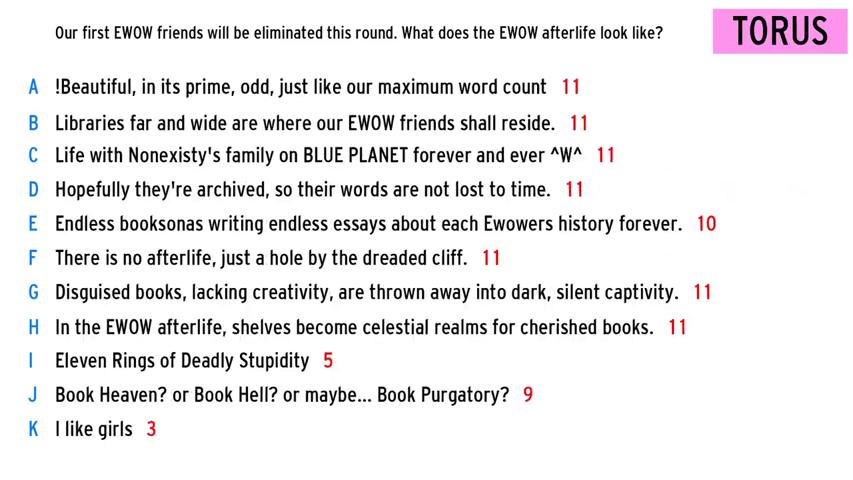 Our first EWOW friends will be eliminated this round. What does the EWOW afterlife look like?
TORUS
A !Beautiful, in its prime, odd, just like our maximum word count 11
B Libraries far and wide are where our EWOW friends shall reside. 11
C Life with Nonexisty's family on BLUE PLANET forever and ever ^W^ 11
D Hopefully they're archived, so their words are not lost to time. 11
E Endless booksonas writing endless essays about each Ewowers history forever. 10
F There is no afterlife, just a hole by the dreaded cliff. 11
G Disguised books, lacking creativity, are thrown away into dark, silent captivity. 11
H In the EWOW afterlife, shelves become celestial realms for cherished books. 11
I Eleven Rings of Deadly Stupidity 5
J Book Heaven? or Book Hell? or maybe... Book Purgatory? 9
K I like girls 3